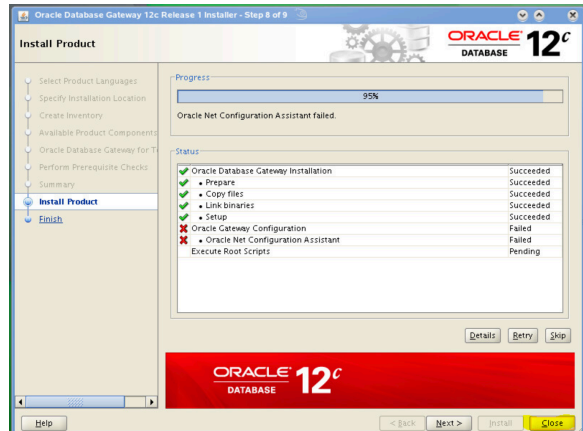 Oracle Database Gateway 12c Release 1 Installer - Step 8 of 9
Install Product
ORACLE
DATABASE
12c
Select Product Languages
Specify Installation Location
Create Inventory
Available Product Components
Oracle Database Gateway for T
Perform Prerequisite Checks
Summary
Install Product
Finish
Progress
95%
Oracle Net Configuration Assistant failed.
Status
Oracle Database Gateway Installation Succeeded
• Prepare Succeeded
• Copy files Succeeded
• Link binaries Succeeded
• Setup Succeeded
Oracle Gateway Configuration Failed
• Oracle Net Configuration Assistant Failed
Execute Root Scripts Pending
Details Retry Skip
ORACLE
DATABASE
12c
Help < Back Next > Install Close